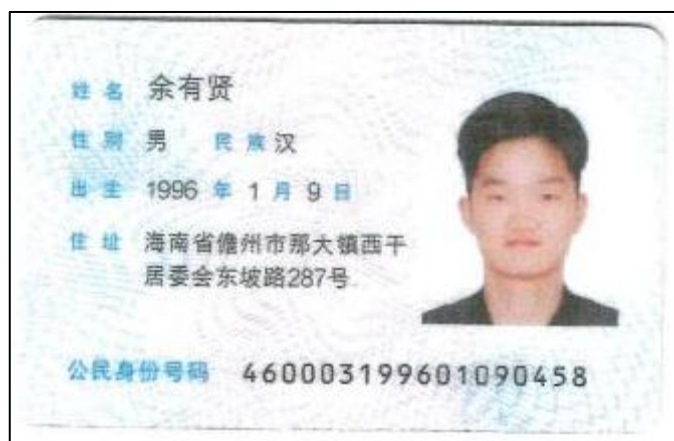 姓名 余有贤
性别 男 民族 汉
出生 1996 年 1 月 9 日
住址 海南省儋州市那大镇西干
居委会东坡路287号
公民身份号码 460003199601090458